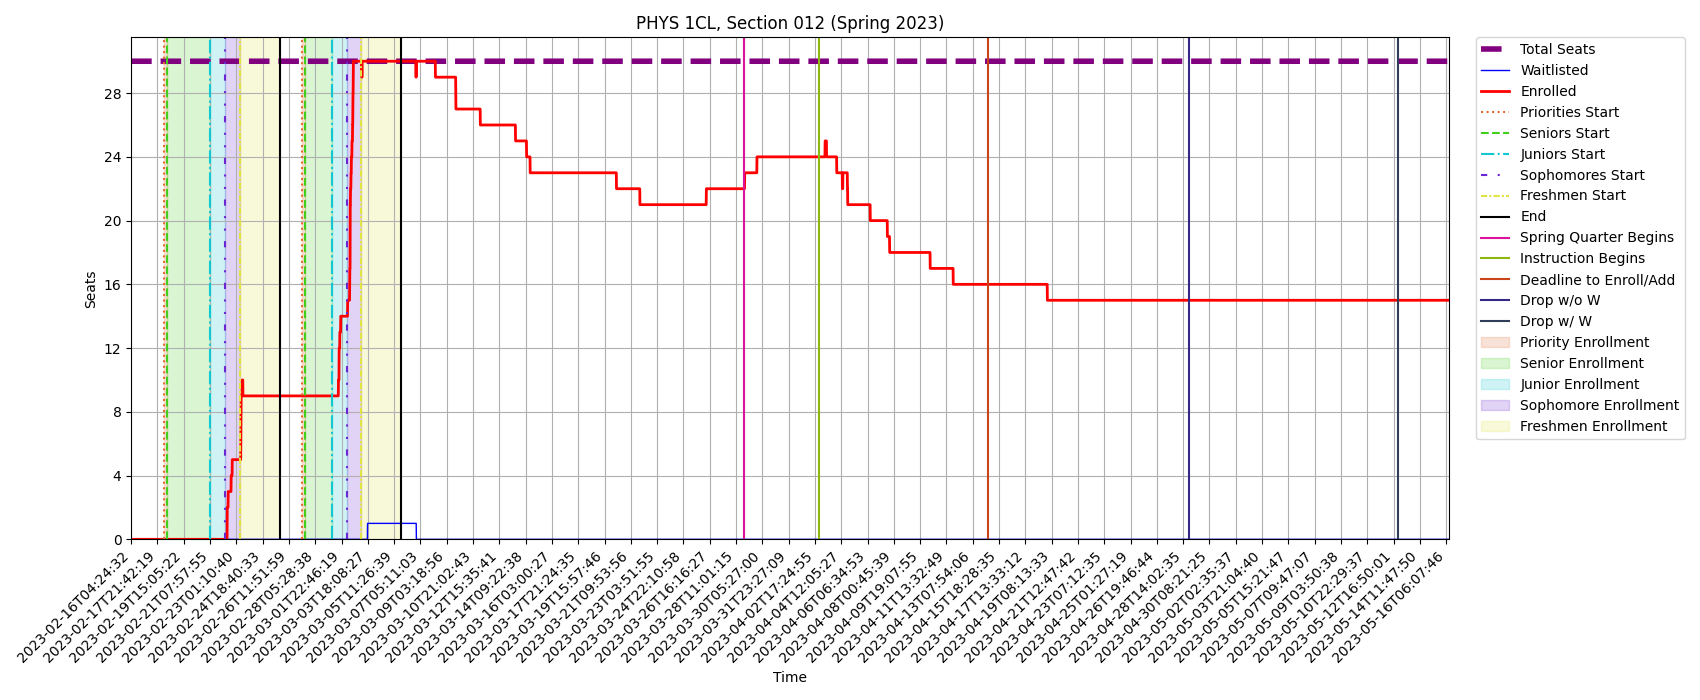 PHYS 1CL, Section 012 (Spring 2023)
Seats
28
24
20
16
12
8
4
0
2023-02-16T04:24:32
2023-02-17T21:42:19
2023-02-19T15:05:22
2023-02-21T07:57:55
2023-02-23T01:10:40
2023-02-24T18:40:33
2023-02-26T11:51:59
2023-02-28T05:28:38
2023-03-01T22:46:19
2023-03-03T18:08:27
2023-03-05T11:26:39
2023-03-07T05:11:03
2023-03-09T03:18:56
2023-03-10T21:02:43
2023-03-12T15:35:41
2023-03-14T09:22:38
2023-03-16T03:00:27
2023-03-17T21:24:35
2023-03-19T15:57:46
2023-03-21T09:53:56
2023-03-23T03:51:55
2023-03-24T22:10:58
2023-03-26T16:16:27
2023-03-28T11:01:15
2023-03-30T05:27:00
2023-03-31T23:27:09
2023-04-02T17:24:55
2023-04-04T12:05:27
2023-04-06T06:34:53
2023-04-08T00:45:39
2023-04-09T19:07:55
2023-04-11T13:32:49
2023-04-13T07:54:06
2023-04-15T19:28:35
2023-04-17T13:33:12
2023-04-19T08:13:33
2023-04-21T12:47:42
2023-04-23T07:12:35
2023-04-25T01:27:19
2023-04-26T19:46:44
2023-04-28T14:02:35
2023-04-30T08:21:25
2023-05-02T02:35:37
2023-05-03T21:04:40
2023-05-05T15:21:47
2023-05-07T09:47:07
2023-05-09T03:50:38
2023-05-10T22:29:37
2023-05-12T16:50:01
2023-05-14T11:47:50
2023-05-16T06:07:46
Time
Total Seats
Waitlisted
Enrolled
Priorities Start
Seniors Start
Juniors Start
Sophomores Start
Freshmen Start
End
Spring Quarter Begins
Instruction Begins
Deadline to Enroll/Add
Drop w/o W
Drop w/ W
Priority Enrollment
Senior Enrollment
Junior Enrollment
Sophomore Enrollment
Freshmen Enrollment